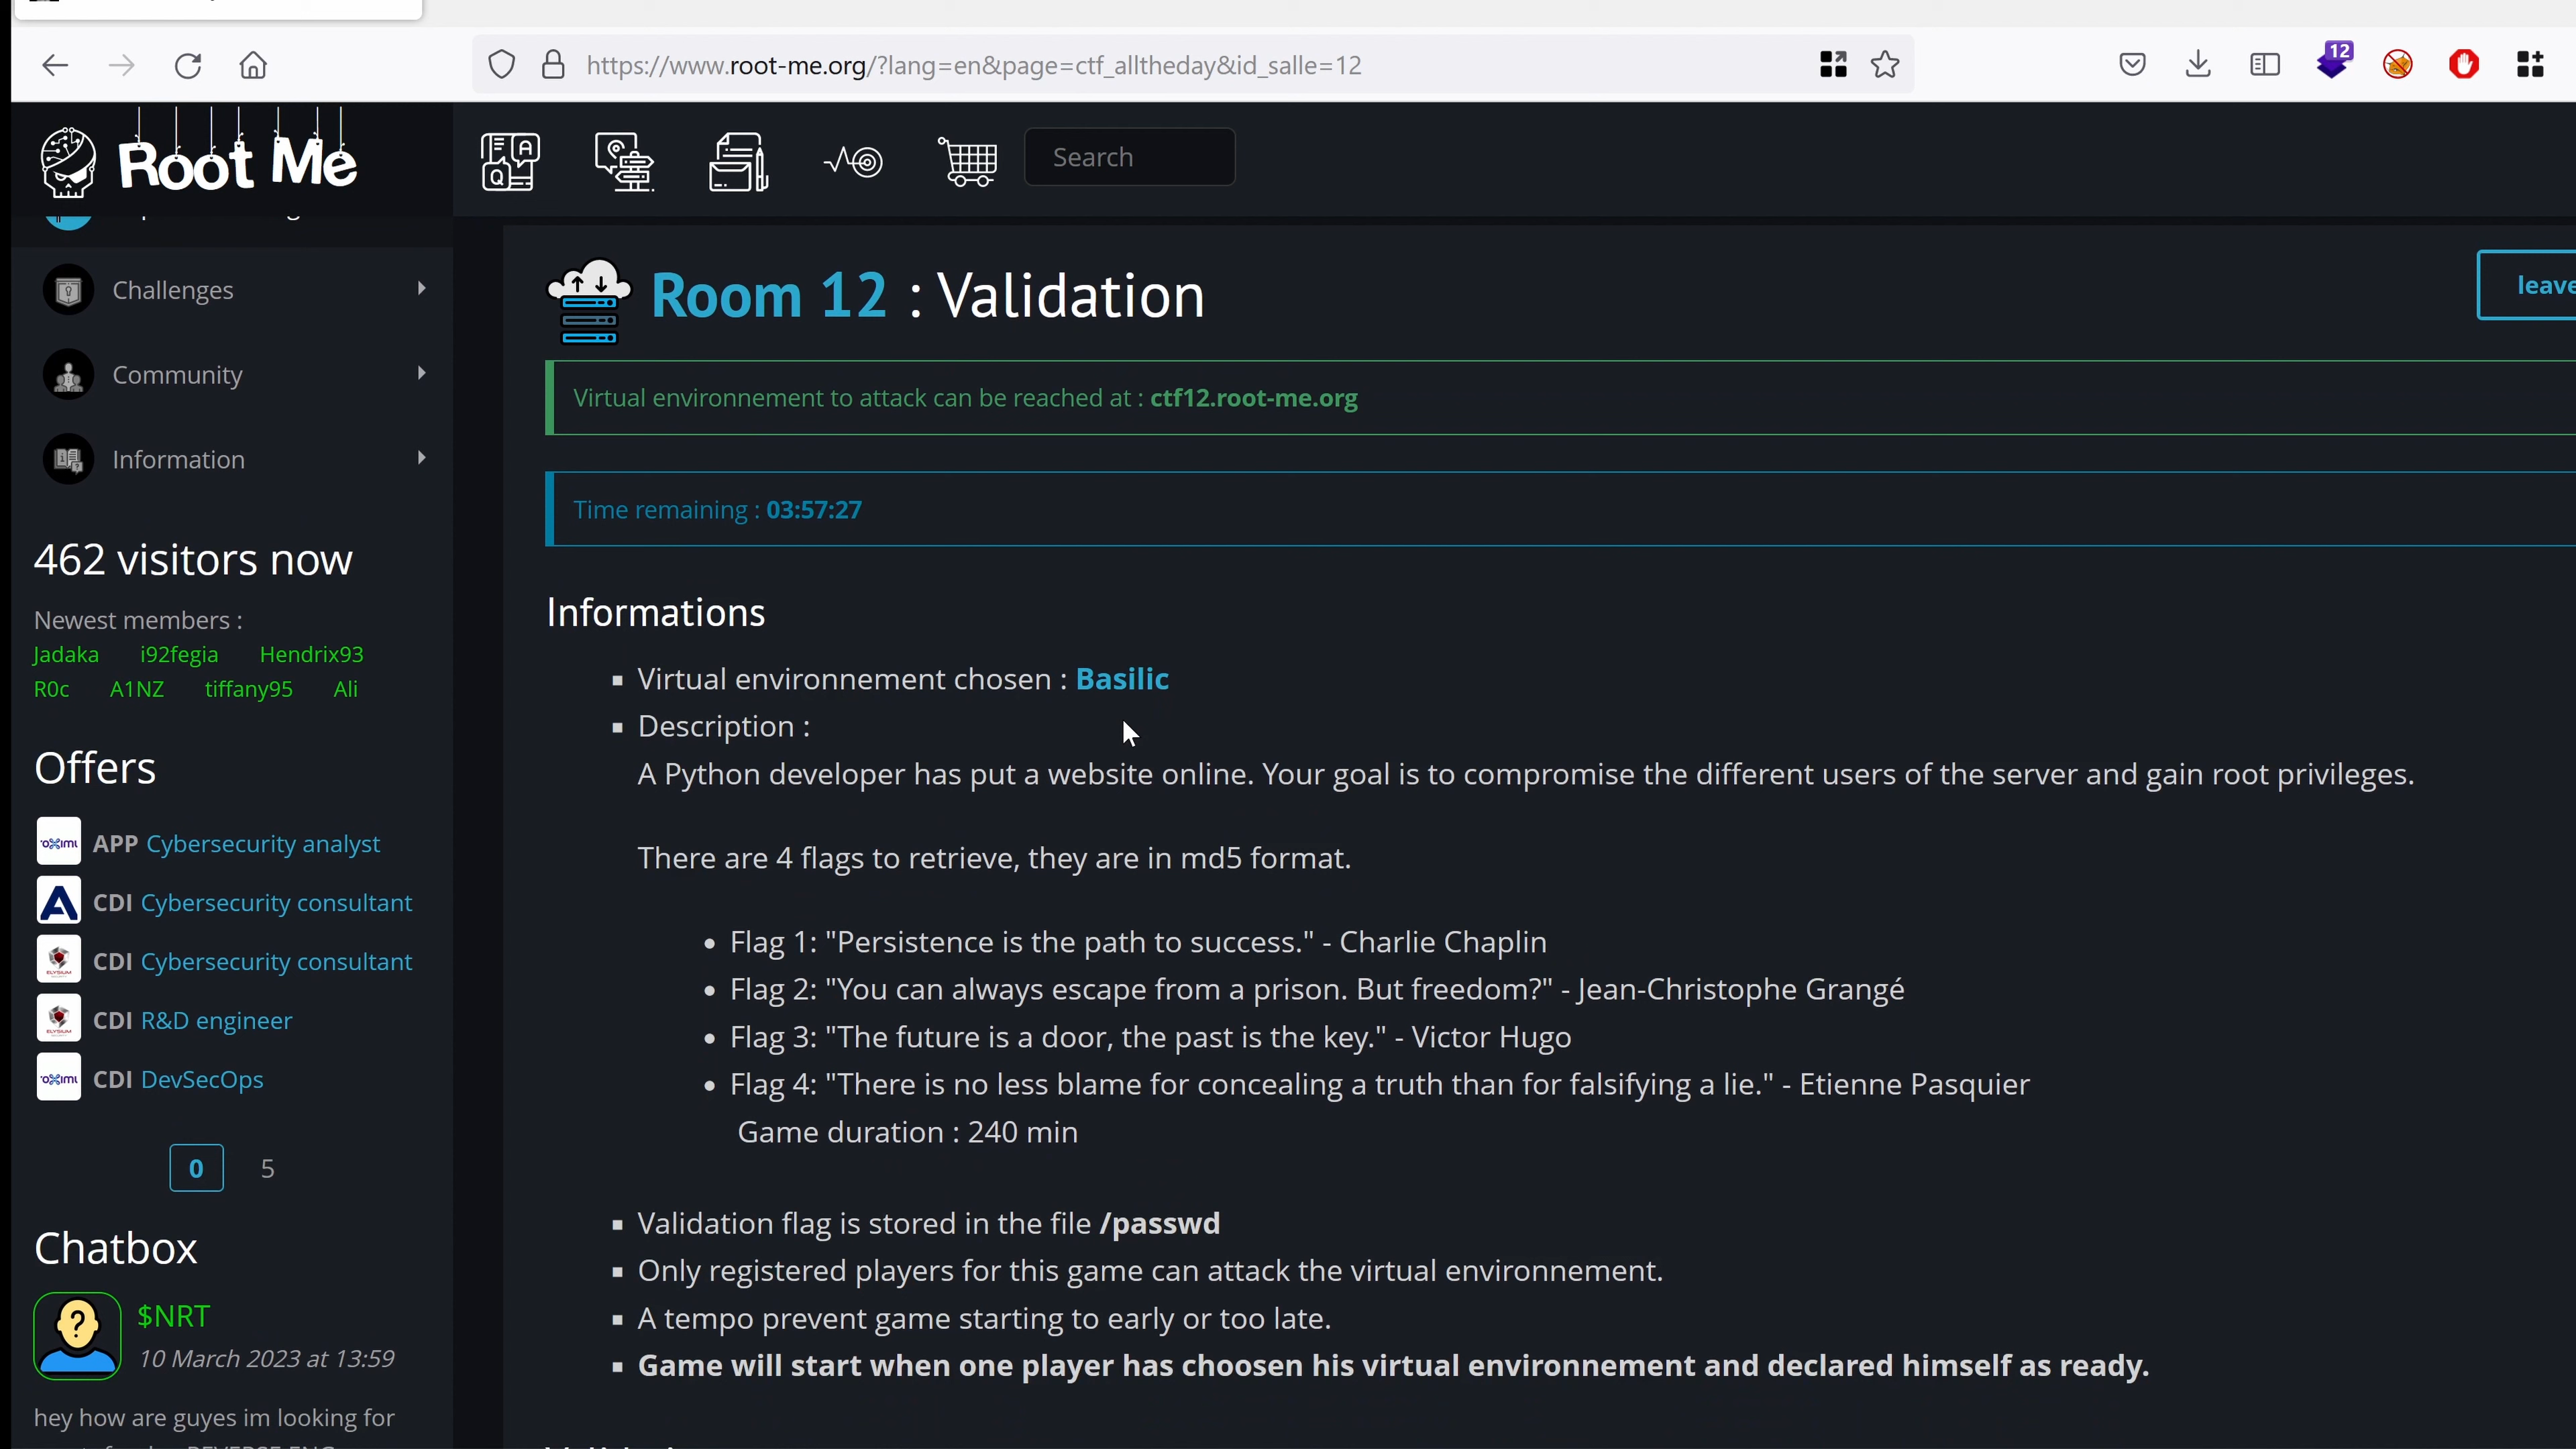 https://www.root-me.org/?lang=en&page=ctf_alltheday&id_salle=12
12
Root Me
Search
Challenges
Community
Information
462 visitors now
Newest members :
Jadaka i92fegia Hendrix93
R0c A1NZ tiffany95 Ali
Offers
APP Cybersecurity analyst
CDI Cybersecurity consultant
CDI Cybersecurity consultant
CDI R&D engineer
CDI DevSecOps
0 5
Chatbox
$NRT
10 March 2023 at 13:59
hey how are guyes im looking for
Room 12 : Validation
leave
Virtual environnement to attack can be reached at : ctf12.root-me.org
Time remaining : 03:57:27
Informations
Virtual environnement chosen : Basilic
Description :
A Python developer has put a website online. Your goal is to compromise the different users of the server and gain root privileges.
There are 4 flags to retrieve, they are in md5 format.
Flag 1: "Persistence is the path to success." - Charlie Chaplin
Flag 2: "You can always escape from a prison. But freedom?" - Jean-Christophe Grangé
Flag 3: "The future is a door, the past is the key." - Victor Hugo
Flag 4: "There is no less blame for concealing a truth than for falsifying a lie." - Etienne Pasquier
Game duration : 240 min
Validation flag is stored in the file /passwd
Only registered players for this game can attack the virtual environnement.
A tempo prevent game starting to early or too late.
Game will start when one player has choosen his virtual environnement and declared himself as ready.